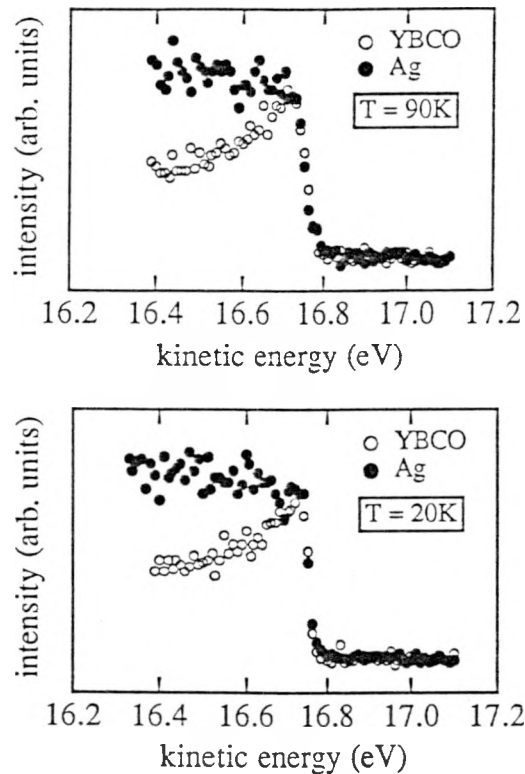 intensity (arb. units)
YBCO
Ag
T = 90K
16.2 16.4 16.6 16.8 17.0 17.2
kinetic energy (eV)
intensity (arb. units)
YBCO
Ag
T = 20K
16.2 16.4 16.6 16.8 17.0 17.2
kinetic energy (eV)